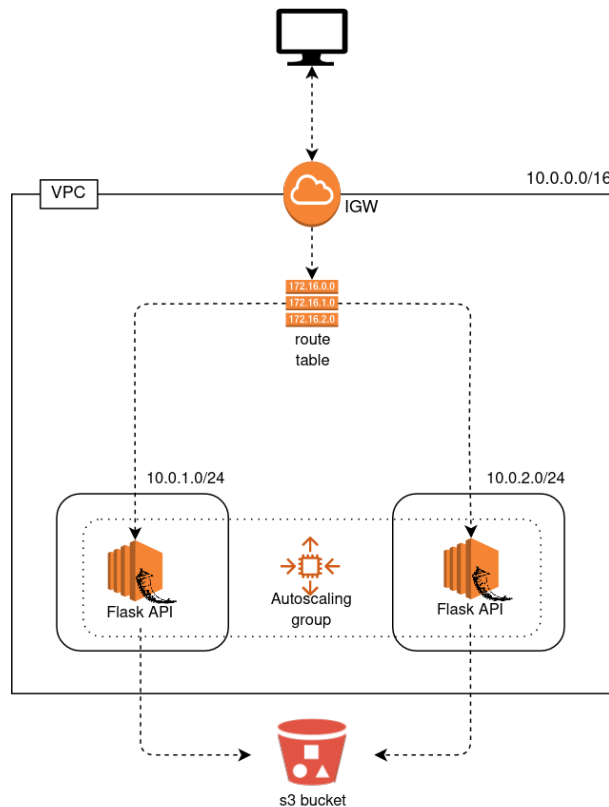 10.0.0.0/16
VPC
IGW
172.16.0.0
172.16.1.0
172.16.2.0
route
table
10.0.1.0/24
10.0.2.0/24
Flask API
Autoscaling
group
Flask API
s3 bucket